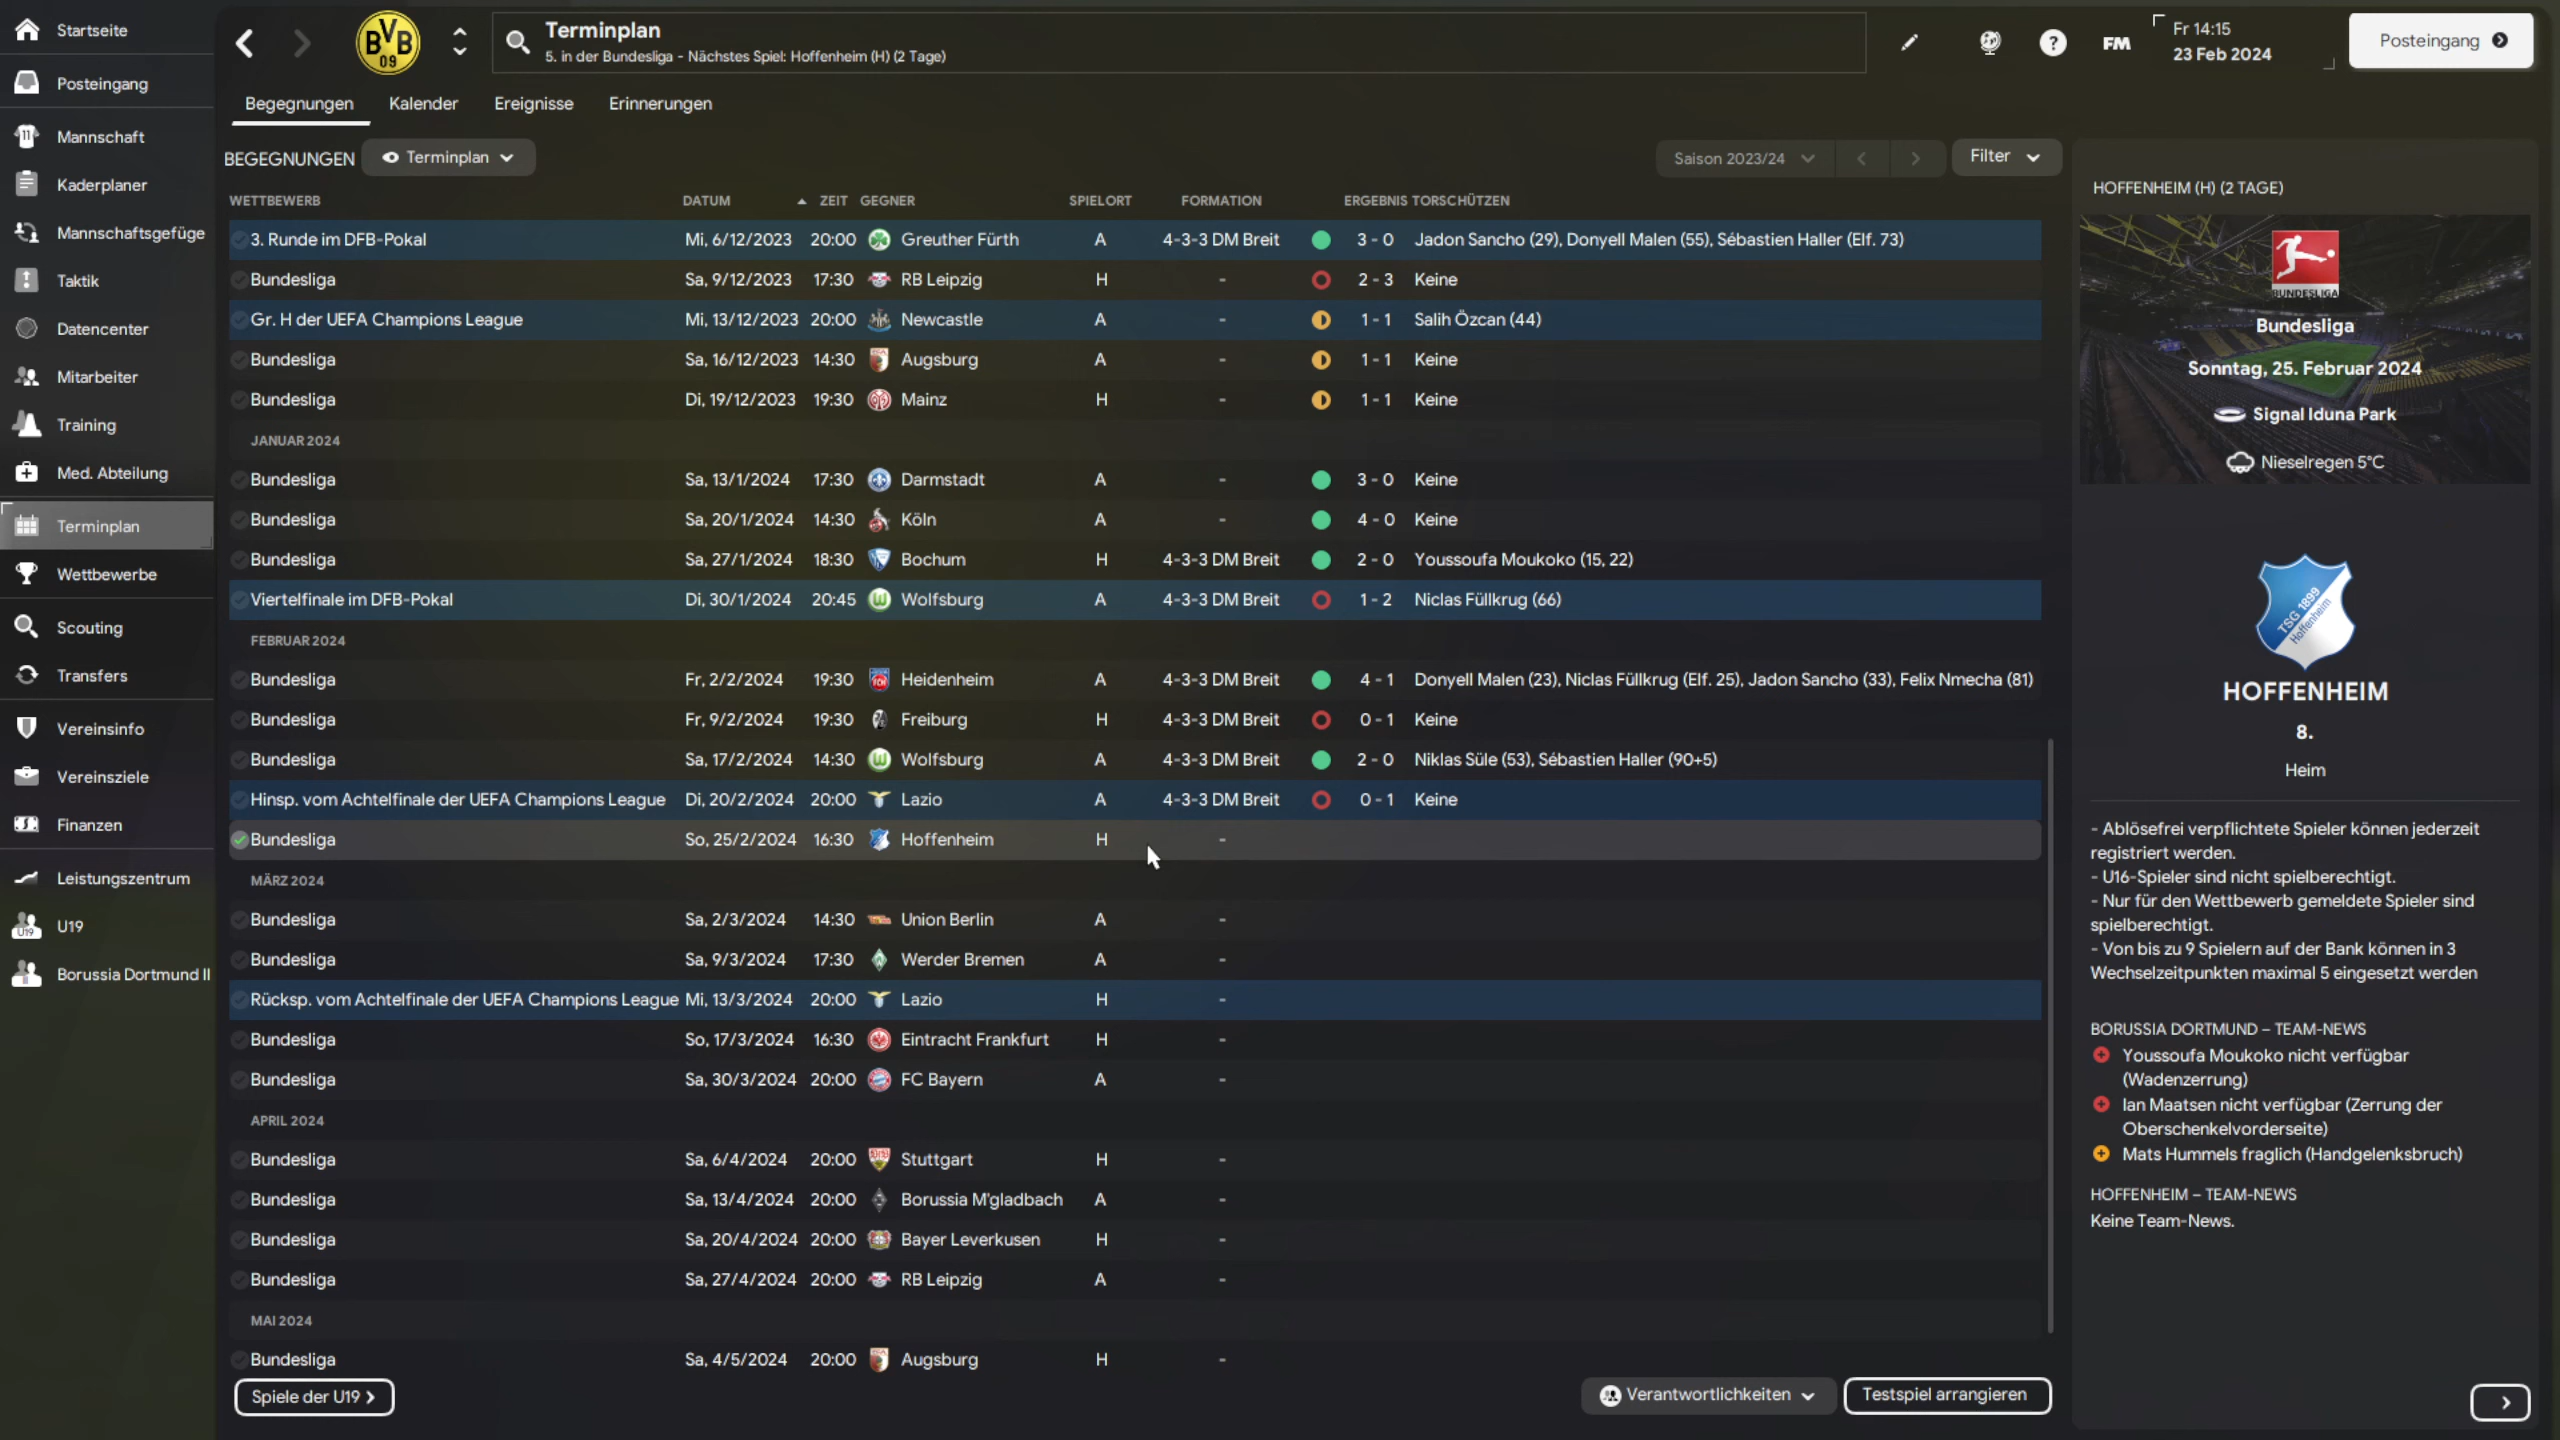 Startseite
Posteingang
Mannschaft
Kaderplaner
Mannschaftsgefüge
Taktik
Datencenter
Mitarbeiter
Training
Med. Abteilung
Terminplan
Wettbewerbe
Scouting
Transfers
Vereinsinfo
Vereinsziele
Finanzen
Leistungszentrum
U19
Borussia Dortmund II
BVB 09
Terminplan
5. in der Bundesliga - Nächstes Spiel: Hoffenheim (H) (2 Tage)
FM
Fr 14:15
23 Feb 2024
Posteingang
Begegnungen Kalender Ereignisse Erinnerungen
BEGEGNUNGEN Terminplan Saison 2023/24 Filter
WETTBEWERB DATUM ZEIT GEGNER SPIELORT FORMATION ERGEBNIS TORSCHÜTZEN
3. Runde im DFB-Pokal Mi, 6/12/2023 20:00 Greuther Fürth A 4-3-3 DM Breit 3 - 0 Jadon Sancho (29), Donyell Malen (55), Sébastien Haller (Elf. 73)
Bundesliga Sa, 9/12/2023 17:30 RB Leipzig H - 2 - 3 Keine
Gr. H der UEFA Champions League Mi, 13/12/2023 20:00 Newcastle A - 1 - 1 Salih Özcan (44)
Bundesliga Sa, 16/12/2023 14:30 Augsburg A - 1 - 1 Keine
Bundesliga Di, 19/12/2023 19:30 Mainz H - 1 - 1 Keine
JANUAR 2024
Bundesliga Sa, 13/1/2024 17:30 Darmstadt A - 3 - 0 Keine
Bundesliga Sa, 20/1/2024 14:30 Köln A - 4 - 0 Keine
Bundesliga Sa, 27/1/2024 18:30 Bochum H 4-3-3 DM Breit 2 - 0 Youssoufa Moukoko (15, 22)
Viertelfinale im DFB-Pokal Di, 30/1/2024 20:45 Wolfsburg A 4-3-3 DM Breit 1 - 2 Niclas Füllkrug (66)
FEBRUAR 2024
Bundesliga Fr, 2/2/2024 19:30 Heidenheim A 4-3-3 DM Breit 4 - 1 Donyell Malen (23), Niclas Füllkrug (Elf. 25), Jadon Sancho (33), Felix Nmecha (81)
Bundesliga Fr, 9/2/2024 19:30 Freiburg H 4-3-3 DM Breit 0 - 1 Keine
Bundesliga Sa, 17/2/2024 14:30 Wolfsburg A 4-3-3 DM Breit 2 - 0 Niklas Süle (53), Sébastien Haller (90+5)
Hinsp. vom Achtelfinale der UEFA Champions League Di, 20/2/2024 20:00 Lazio A 4-3-3 DM Breit 0 - 1 Keine
Bundesliga So, 25/2/2024 16:30 Hoffenheim H -
MÄRZ 2024
Bundesliga Sa, 2/3/2024 14:30 Union Berlin A -
Bundesliga Sa, 9/3/2024 17:30 Werder Bremen A -
Rücksp. vom Achtelfinale der UEFA Champions League Mi, 13/3/2024 20:00 Lazio H -
Bundesliga So, 17/3/2024 16:30 Eintracht Frankfurt H -
Bundesliga Sa, 30/3/2024 20:00 FC Bayern A -
APRIL 2024
Bundesliga Sa, 6/4/2024 20:00 Stuttgart H -
Bundesliga Sa, 13/4/2024 20:00 Borussia M'gladbach A -
Bundesliga Sa, 20/4/2024 20:00 Bayer Leverkusen H -
Bundesliga Sa, 27/4/2024 20:00 RB Leipzig A -
MAI 2024
Bundesliga Sa, 4/5/2024 20:00 Augsburg H -
Spiele der U19 Verantwortlichkeiten Testspiel arrangieren
HOFFENHEIM (H) (2 TAGE)
BUNDESLIGA
Bundesliga
Sonntag, 25. Februar 2024
Signal Iduna Park
Nieselregen 5°C
TSG 1899
Hoffenheim
HOFFENHEIM
8.
Heim
- Ablösefrei verpflichtete Spieler können jederzeit
registriert werden.
- U16-Spieler sind nicht spielberechtigt.
- Nur für den Wettbewerb gemeldete Spieler sind
spielberechtigt.
- Von bis zu 9 Spielern auf der Bank können in 3
Wechselzeitpunkten maximal 5 eingesetzt werden
BORUSSIA DORTMUND – TEAM-NEWS
Youssoufa Moukoko nicht verfügbar
(Wadenzerrung)
Ian Maatsen nicht verfügbar (Zerrung der
Oberschenkelvorderseite)
Mats Hummels fraglich (Handgelenksbruch)
HOFFENHEIM – TEAM-NEWS
Keine Team-News.